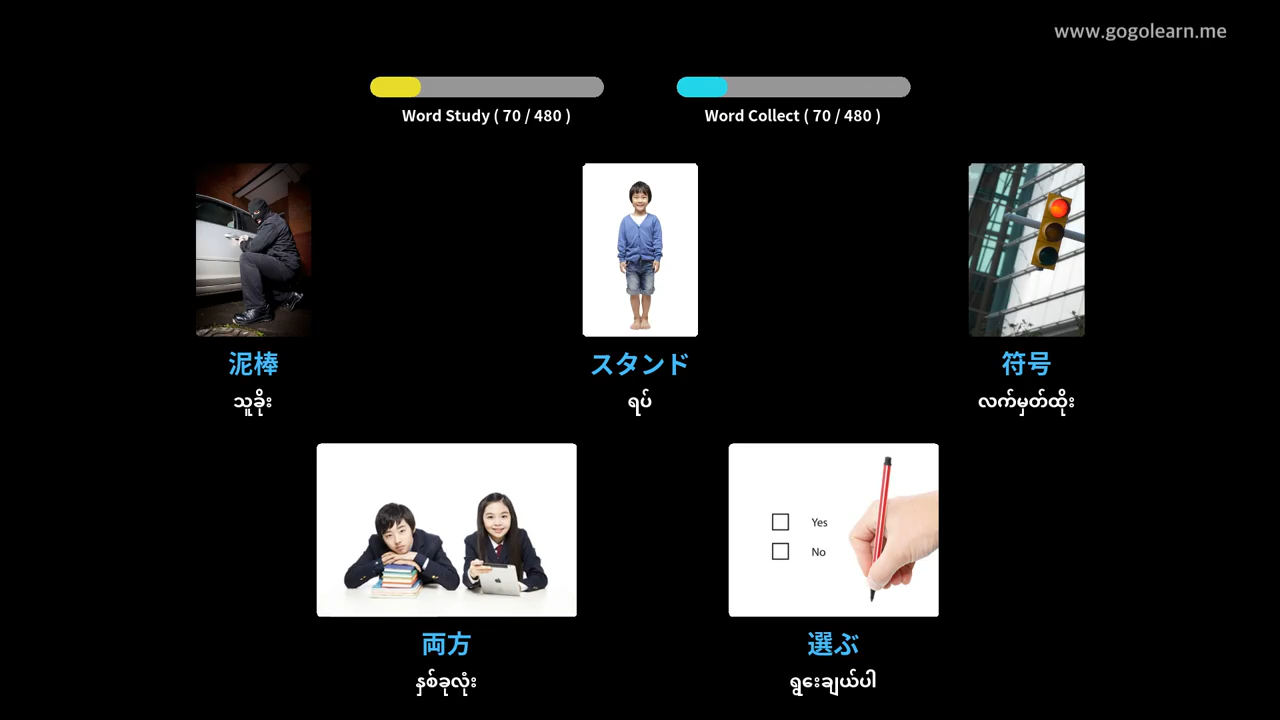 www.gogolearn.me
Word Study ( 70 / 480 )
Word Collect ( 70 / 480 )
泥棒
スタンド
符号
သူခိုး
ရပ်
လက်မှတ်ထိုး
Yes
No
両方
選ぶ
နှစ်ခုလုံး
ရွေးချယ်ပါ